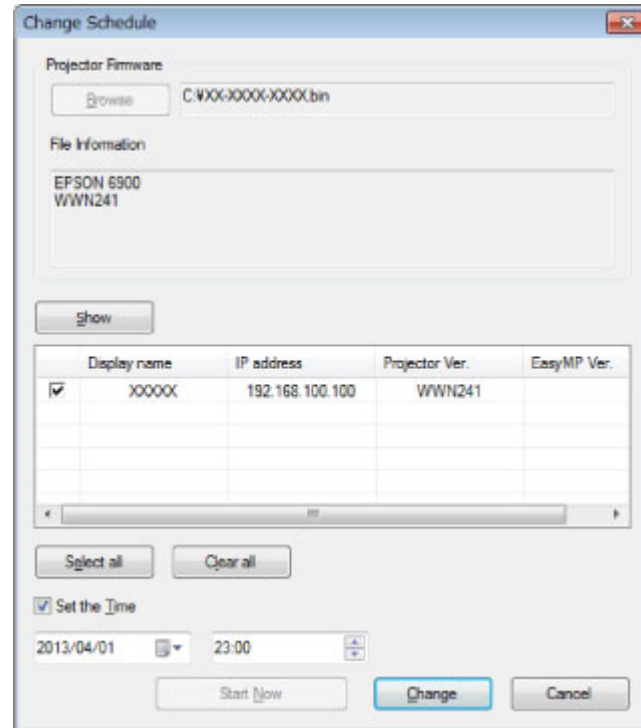 Change Schedule
Projector Firmware
Browse
C:¥XX-XXXX-XXXX.bin
File Information
EPSON 6900
WWN241
Show
Display name IP address Projector Ver. EasyMP Ver.
XXXXX 192.168.100.100 WWN241
Select all Clear all
Set the Time
2013/04/01 23:00
Start Now Change Cancel